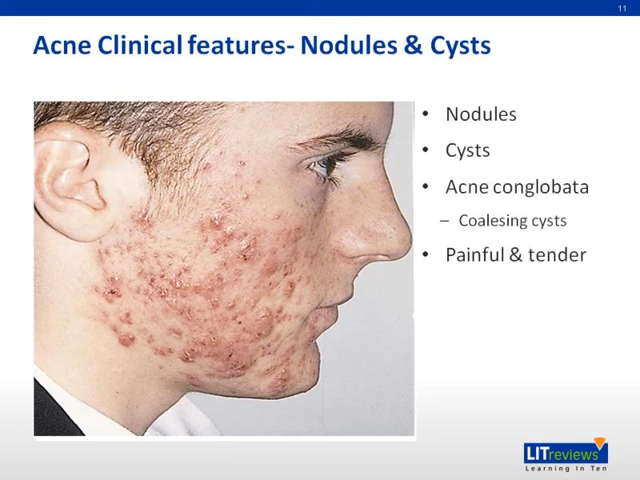 11
Acne Clinical features- Nodules & Cysts
• Nodules
• Cysts
• Acne conglobata
– Coalesing cysts
• Painful & tender
LITreviews
Learning In Ten